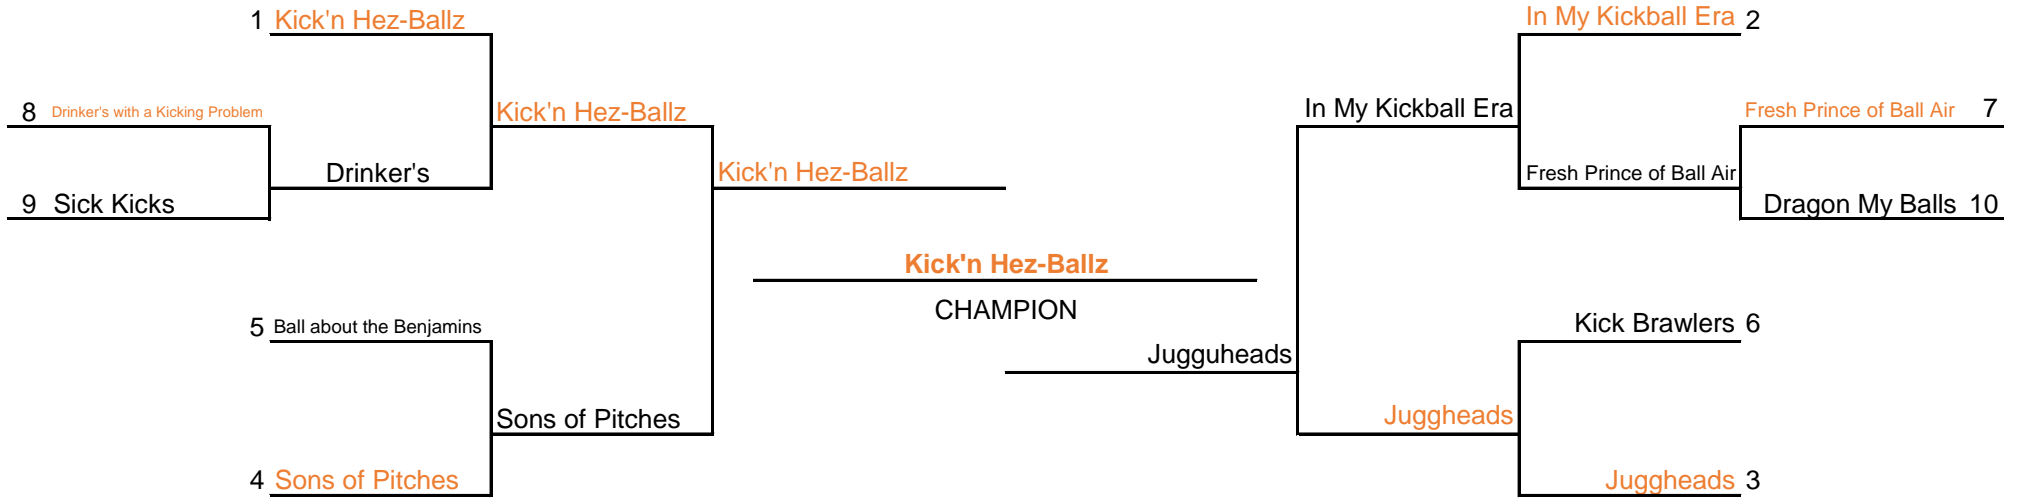 1 Kick'n Hez-Ballz
In My Kickball Era 2
8 Drinker's with a Kicking Problem
Kick'n Hez-Ballz
In My Kickball Era
Fresh Prince of Ball Air 7
Drinker's
Kick'n Hez-Ballz
Fresh Prince of Ball Air
9 Sick Kicks
Dragon My Balls 10
Kick'n Hez-Ballz
CHAMPION
5 Ball about the Benjamins
Kick Brawlers 6
Jugguheads
Sons of Pitches
Juggheads
4 Sons of Pitches
Juggheads 3